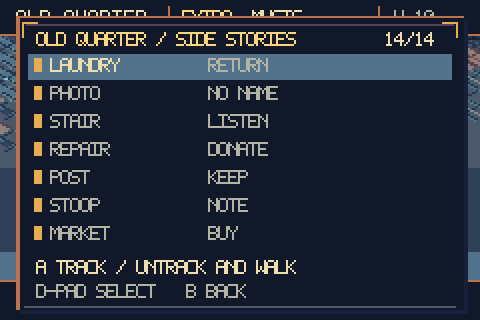 OLD QUARTER / SIDE STORIES 14/14
LAUNDRY RETURN
PHOTO NO NAME
STAIR LISTEN
REPAIR DONATE
POST KEEP
STOOP NOTE
MARKET BUY
A TRACK / UNTRACK AND WALK
D-PAD SELECT B BACK